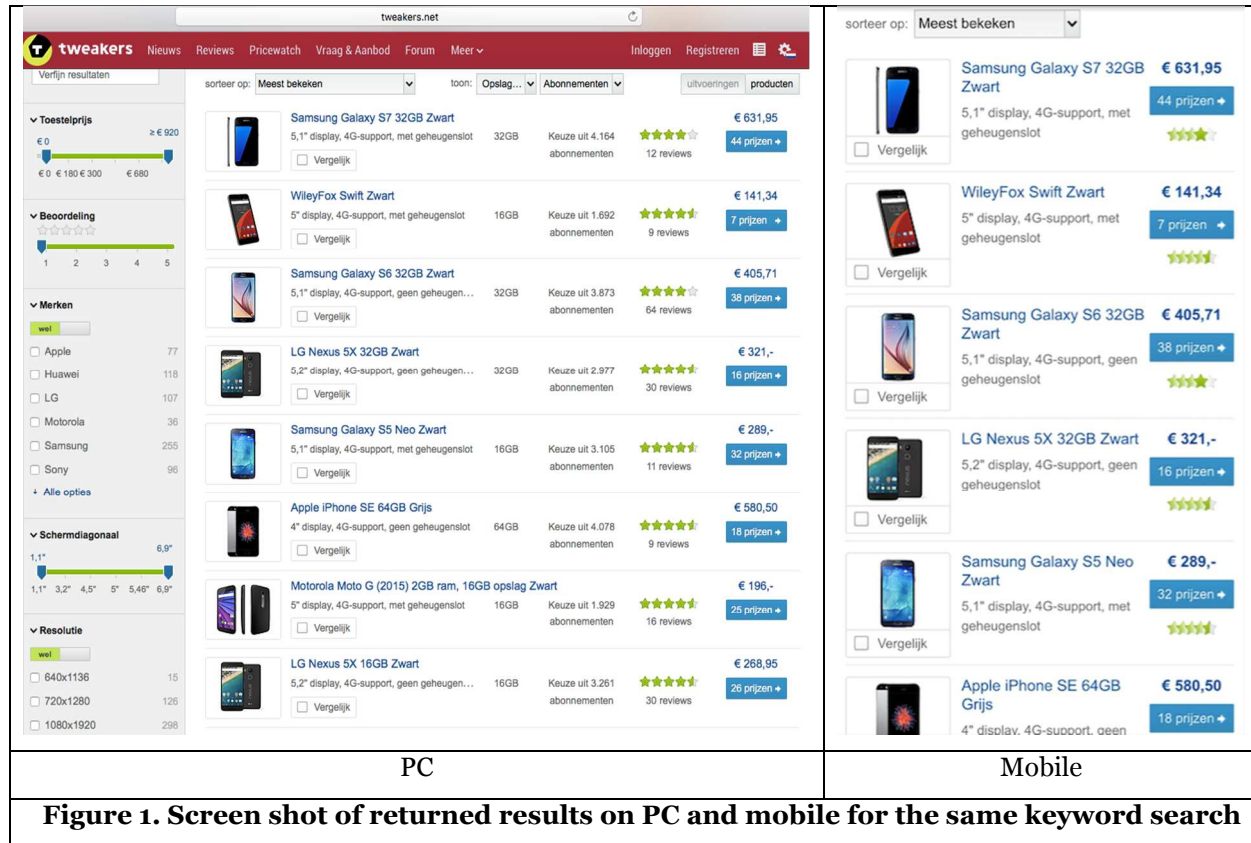 tweakers.net
tweakers Nieuws Reviews Pricewatch Vraag & Aanbod Forum Meer Inloggen Registreren
Verfijn resultaten
Toestelprijs
≥ € 920
€ 0
€ 0 € 180 € 300 € 680
Beoordeling
1 2 3 4 5
Merken
wel
Apple 77
Huawei 118
LG 107
Motorola 36
Samsung 255
Sony 96
+ Alle opties
Schermdiagonaal
6,9"
1,1"
1,1" 3,2" 4,5" 5" 5,46" 6,9"
Resolutie
wel
640x1136 15
720x1280 126
1080x1920 298
sorteer op: Meest bekeken toon: Opslag... Abonnementen uitvoeringen producten
Samsung Galaxy S7 32GB Zwart € 631,95
5,1" display, 4G-support, met geheugenslot 32GB Keuze uit 4.164 44 prijzen
Vergelijk abonnementen 12 reviews
WileyFox Swift Zwart € 141,34
5" display, 4G-support, met geheugenslot 16GB Keuze uit 1.692 7 prijzen
Vergelijk abonnementen 9 reviews
Samsung Galaxy S6 32GB Zwart € 405,71
5,1" display, 4G-support, geen geheugen... 32GB Keuze uit 3.873 38 prijzen
Vergelijk abonnementen 64 reviews
LG Nexus 5X 32GB Zwart € 321,-
5,2" display, 4G-support, geen geheugen... 32GB Keuze uit 2.977 16 prijzen
Vergelijk abonnementen 30 reviews
Samsung Galaxy S5 Neo Zwart € 289,-
5,1" display, 4G-support, met geheugenslot 16GB Keuze uit 3.105 32 prijzen
Vergelijk abonnementen 11 reviews
Apple iPhone SE 64GB Grijs € 580,50
4" display, 4G-support, geen geheugenslot 64GB Keuze uit 4.078 18 prijzen
Vergelijk abonnementen 9 reviews
Motorola Moto G (2015) 2GB ram, 16GB opslag Zwart € 196,-
5" display, 4G-support, met geheugenslot 16GB Keuze uit 1.929 25 prijzen
Vergelijk abonnementen 16 reviews
LG Nexus 5X 16GB Zwart € 268,95
5,2" display, 4G-support, geen geheugen... 16GB Keuze uit 3.261 26 prijzen
Vergelijk abonnementen 30 reviews
sorteer op: Meest bekeken
Samsung Galaxy S7 32GB € 631,95
Zwart
44 prijzen
5,1" display, 4G-support, met
geheugenslot
Vergelijk
WileyFox Swift Zwart € 141,34
5" display, 4G-support, met 7 prijzen
geheugenslot
Vergelijk
Samsung Galaxy S6 32GB € 405,71
Zwart
38 prijzen
5,1" display, 4G-support, geen
geheugenslot
Vergelijk
LG Nexus 5X 32GB Zwart € 321,-
5,2" display, 4G-support, geen 16 prijzen
geheugenslot
Vergelijk
Samsung Galaxy S5 Neo € 289,-
Zwart
32 prijzen
5,1" display, 4G-support, met
geheugenslot
Vergelijk
Apple iPhone SE 64GB € 580,50
Grijs
18 prijzen
4" display, 4G-support, geen
PC Mobile
Figure 1. Screen shot of returned results on PC and mobile for the same keyword search